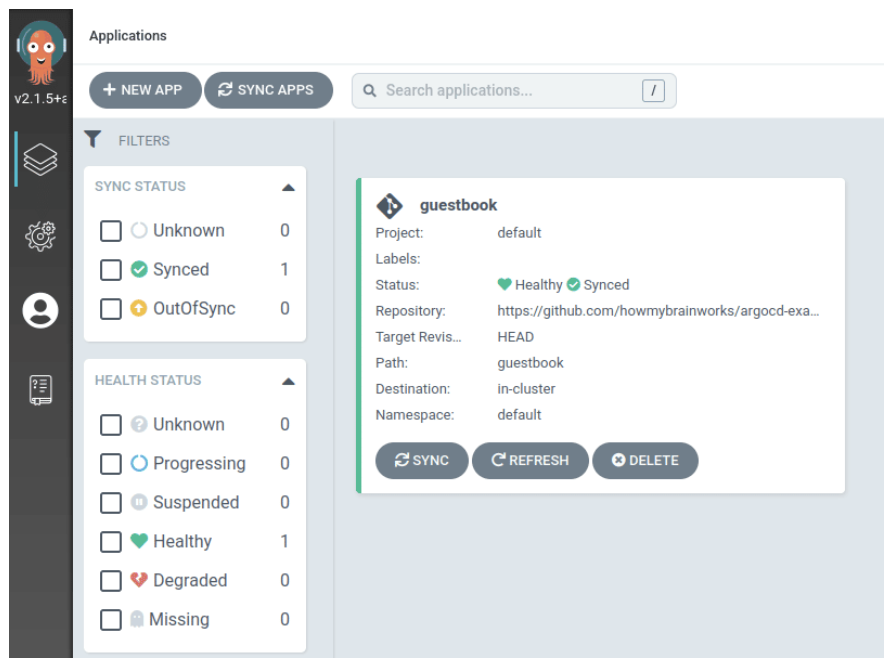 Applications
v2.1.5+a
+ NEW APP
SYNC APPS
Search applications...
/
FILTERS
SYNC STATUS
Unknown 0
Synced 1
OutOfSync 0
HEALTH STATUS
Unknown 0
Progressing 0
Suspended 0
Healthy 1
Degraded 0
Missing 0
guestbook
Project: default
Labels:
Status: Healthy Synced
Repository: https://github.com/howmybrainworks/argocd-exa...
Target Revis... HEAD
Path: guestbook
Destination: in-cluster
Namespace: default
SYNC REFRESH DELETE